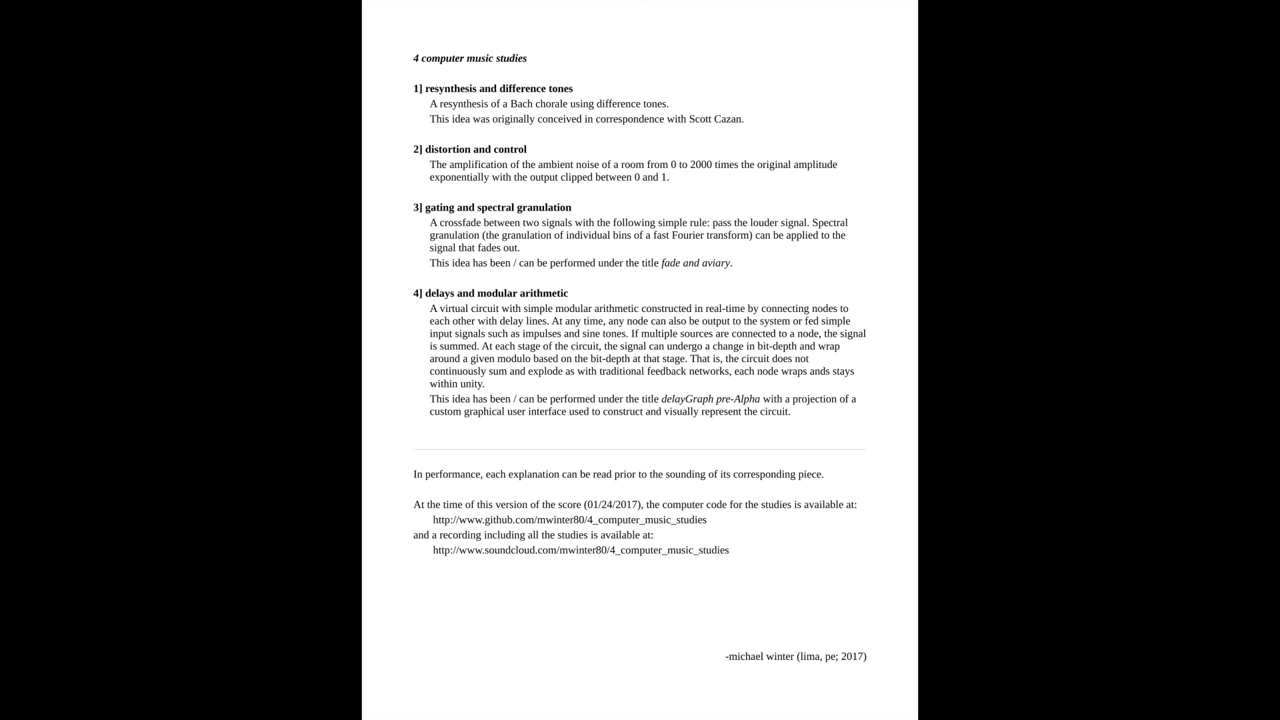 4 computer music studies
1] resynthesis and difference tones
A resynthesis of a Bach chorale using difference tones.
This idea was originally conceived in correspondence with Scott Cazan.
2] distortion and control
The amplification of the ambient noise of a room from 0 to 2000 times the original amplitude
exponentially with the output clipped between 0 and 1.
3] gating and spectral granulation
A crossfade between two signals with the following simple rule: pass the louder signal. Spectral
granulation (the granulation of individual bins of a fast Fourier transform) can be applied to the
signal that fades out.
This idea has been / can be performed under the title fade and aviary.
4] delays and modular arithmetic
A virtual circuit with simple modular arithmetic constructed in real-time by connecting nodes to
each other with delay lines. At any time, any node can also be output to the system or fed simple
input signals such as impulses and sine tones. If multiple sources are connected to a node, the signal
is summed. At each stage of the circuit, the signal can undergo a change in bit-depth and wrap
around a given modulo based on the bit-depth at that stage. That is, the circuit does not
continuously sum and explode as with traditional feedback networks, each node wraps ands stays
within unity.
This idea has been / can be performed under the title delayGraph pre-Alpha with a projection of a
custom graphical user interface used to construct and visually represent the circuit.
In performance, each explanation can be read prior to the sounding of its corresponding piece.
At the time of this version of the score (01/24/2017), the computer code for the studies is available at:
http://www.github.com/mwinter80/4_computer_music_studies
and a recording including all the studies is available at:
http://www.soundcloud.com/mwinter80/4_computer_music_studies
-michael winter (lima, pe; 2017)